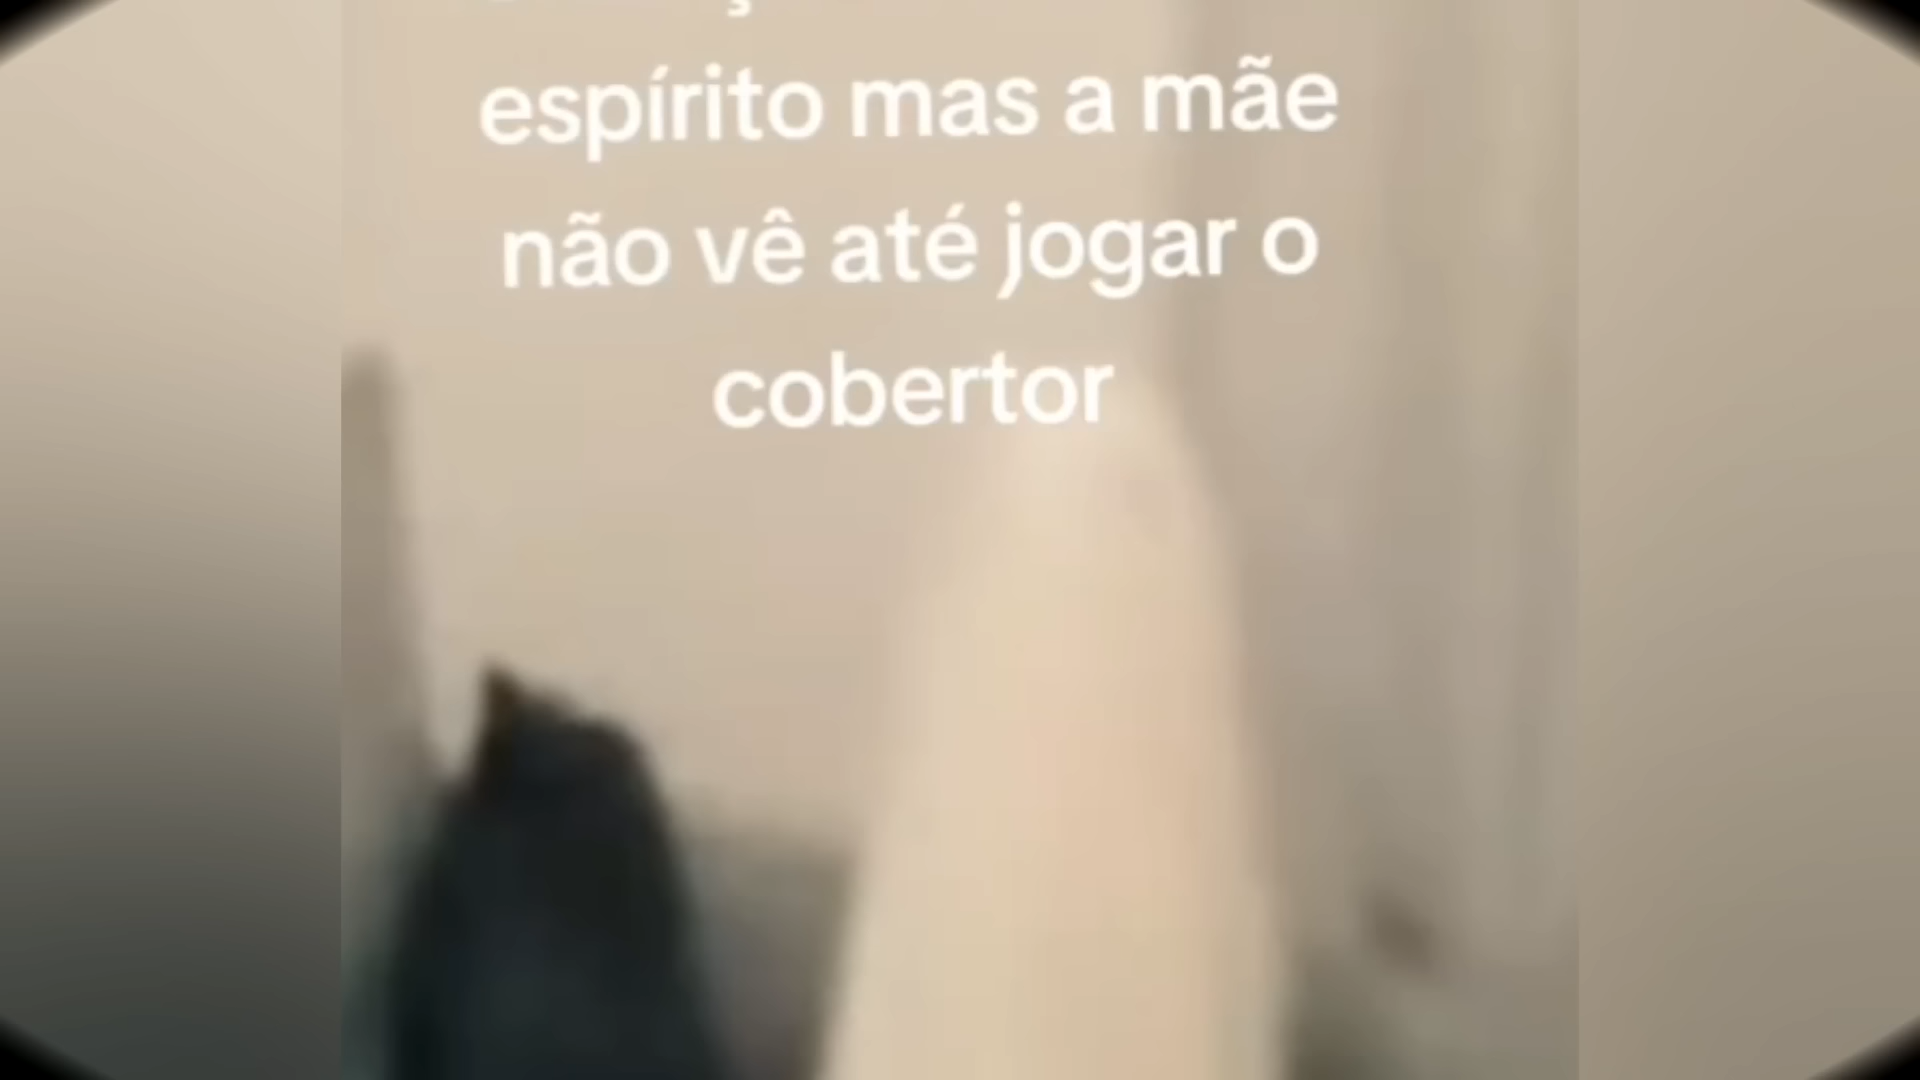 espírito mas a mãe
não vê até jogar o
cobertor